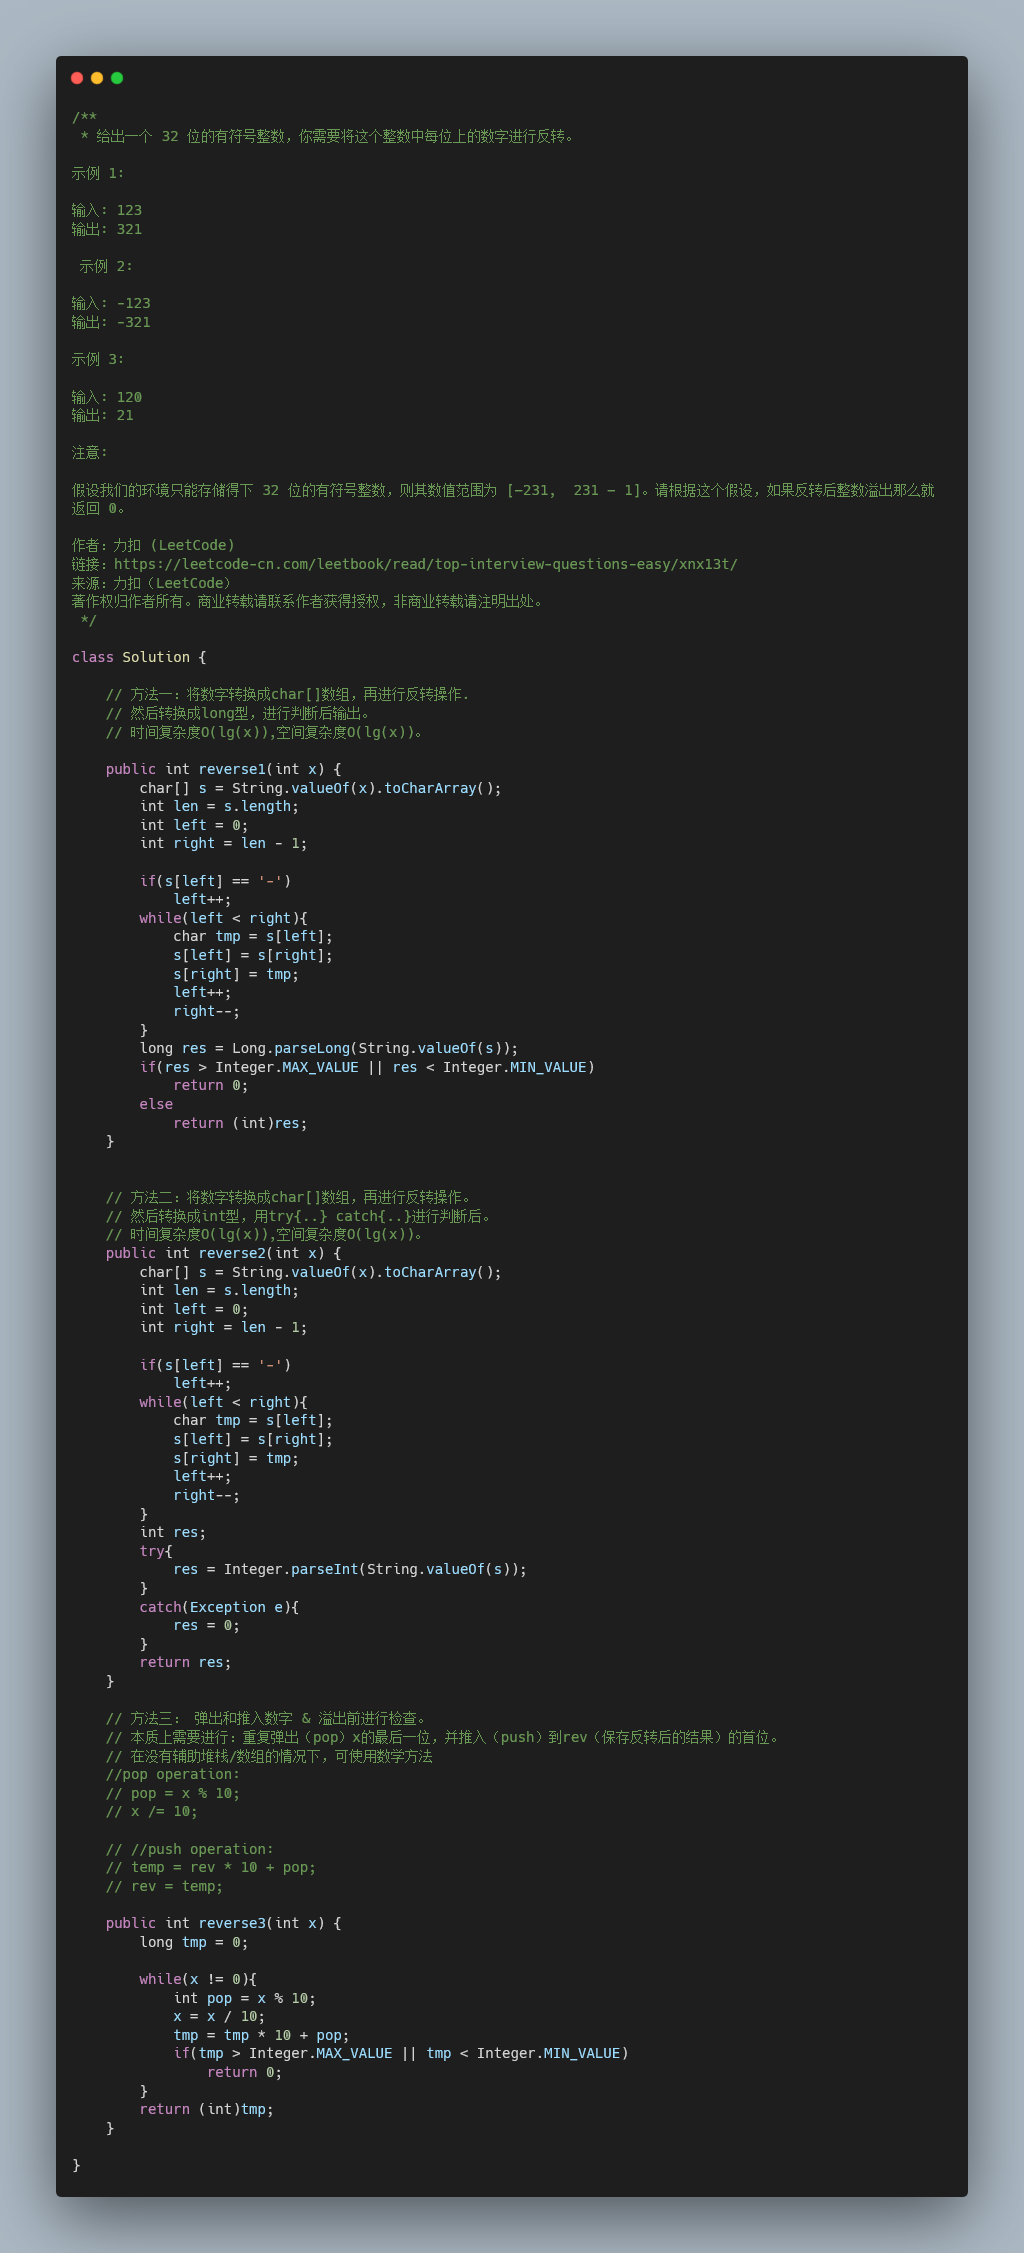 /**
 * 给出一个 32 位的有符号整数，你需要将这个整数中每位上的数字进行反转。
示例 1:
输入: 123
输出: 321
 示例 2:
输入: -123
输出: -321
示例 3:
输入: 120
输出: 21
注意:
假设我们的环境只能存储得下 32 位的有符号整数，则其数值范围为 [−231,  231 − 1]。请根据这个假设，如果反转后整数溢出那么就
返回 0。
作者：力扣 (LeetCode)
链接：https://leetcode-cn.com/leetbook/read/top-interview-questions-easy/xnx13t/
来源：力扣（LeetCode）
著作权归作者所有。商业转载请联系作者获得授权，非商业转载请注明出处。
 */
class Solution {
    // 方法一：将数字转换成char[]数组，再进行反转操作.
    // 然后转换成long型，进行判断后输出。
    // 时间复杂度O(lg(x)),空间复杂度O(lg(x))。
    public int reverse1(int x) {
        char[] s = String.valueOf(x).toCharArray();
        int len = s.length;
        int left = 0;
        int right = len - 1;
        if(s[left] == '-')
            left++;
        while(left < right){
            char tmp = s[left];
            s[left] = s[right];
            s[right] = tmp;
            left++;
            right--;
        }
        long res = Long.parseLong(String.valueOf(s));
        if(res > Integer.MAX_VALUE || res < Integer.MIN_VALUE)
            return 0;
        else
            return (int)res;
    }
    // 方法二：将数字转换成char[]数组，再进行反转操作。
    // 然后转换成int型，用try{..} catch{..}进行判断后。
    // 时间复杂度O(lg(x)),空间复杂度O(lg(x))。
    public int reverse2(int x) {
        char[] s = String.valueOf(x).toCharArray();
        int len = s.length;
        int left = 0;
        int right = len - 1;
        if(s[left] == '-')
            left++;
        while(left < right){
            char tmp = s[left];
            s[left] = s[right];
            s[right] = tmp;
            left++;
            right--;
        }
        int res;
        try{
            res = Integer.parseInt(String.valueOf(s));
        }
        catch(Exception e){
            res = 0;
        }
        return res;
    }
    // 方法三： 弹出和推入数字 & 溢出前进行检查。
    // 本质上需要进行：重复弹出（pop）x的最后一位，并推入（push）到rev（保存反转后的结果）的首位。
    // 在没有辅助堆栈/数组的情况下，可使用数学方法
    //pop operation:
    // pop = x % 10;
    // x /= 10;
    // //push operation:
    // temp = rev * 10 + pop;
    // rev = temp;
    public int reverse3(int x) {
        long tmp = 0;
        while(x != 0){
            int pop = x % 10;
            x = x / 10;
            tmp = tmp * 10 + pop;
            if(tmp > Integer.MAX_VALUE || tmp < Integer.MIN_VALUE)
                return 0;
        }
        return (int)tmp;
    }
}